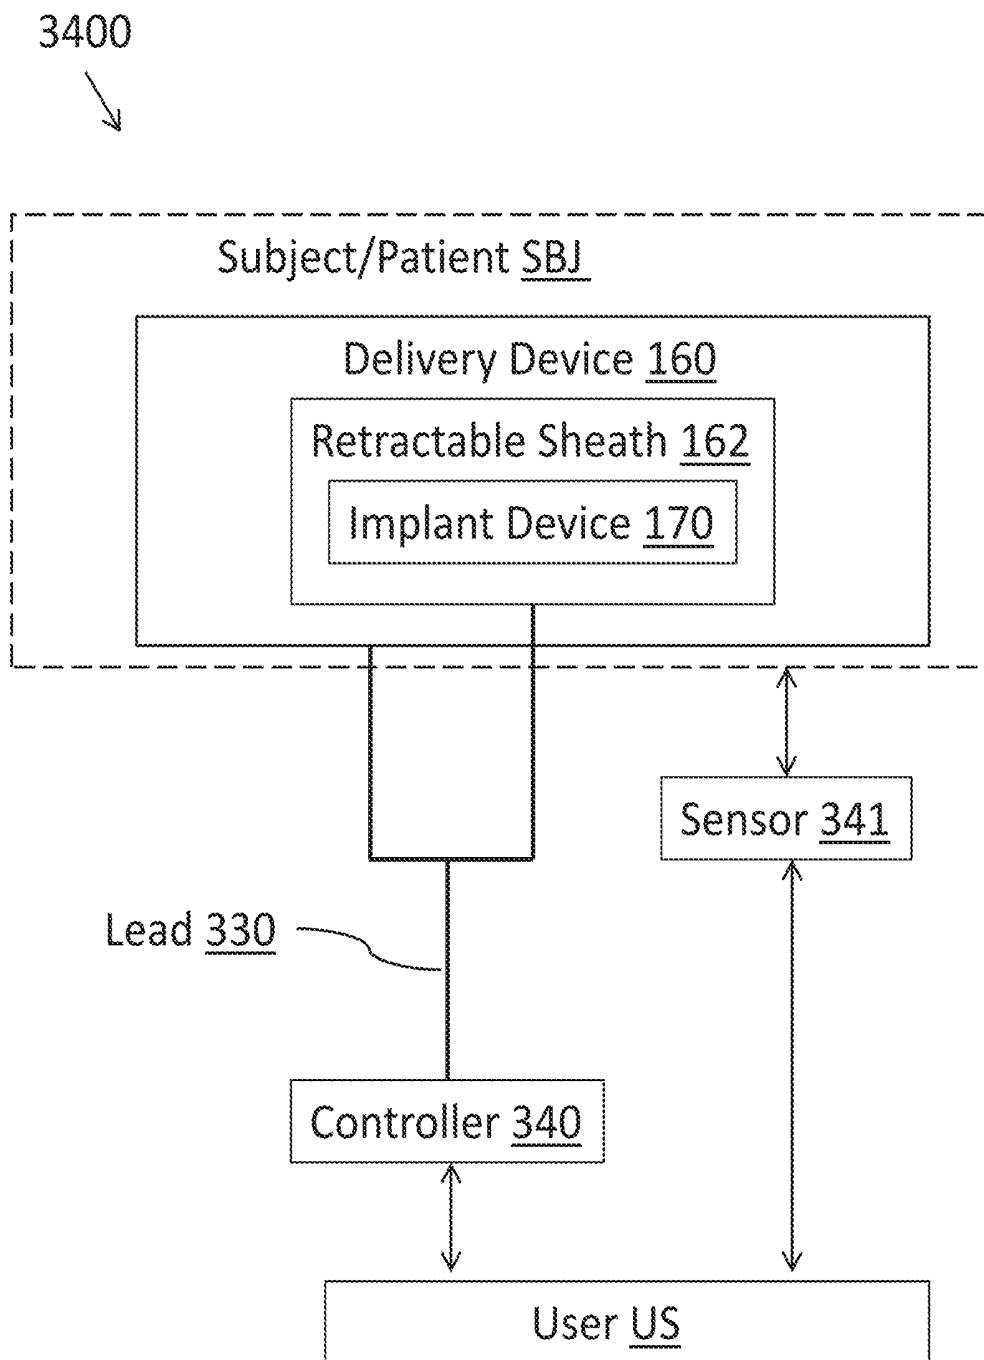 3400
Subject/Patient SBJ
Delivery Device 160
Retractable Sheath 162
Implant Device 170
Sensor 341
Lead 330
Controller 340
User US